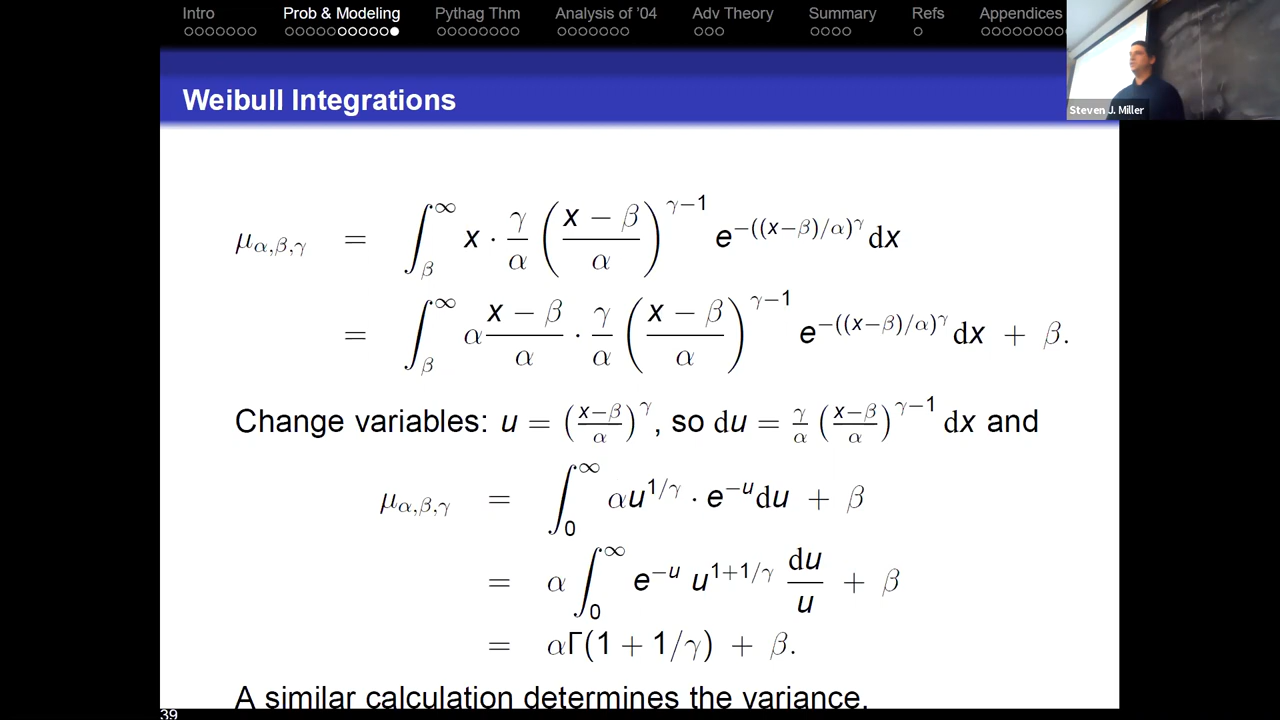 Intro Prob & Modeling Pythag Thm Analysis of '04 Adv Theory Summary Refs Appendices
Steven J. Miller
Weibull Integrations
μ_{α,β,γ} = ∫_β^∞ x · γ/α ((x − β)/α)^{γ−1} e^{−((x−β)/α)^γ} dx
= ∫_β^∞ α (x − β)/α · γ/α ((x − β)/α)^{γ−1} e^{−((x−β)/α)^γ} dx + β.
Change variables: u = ((x−β)/α)^γ, so du = γ/α ((x−β)/α)^{γ−1} dx and
μ_{α,β,γ} = ∫_0^∞ αu^{1/γ} · e^{−u} du + β
= α ∫_0^∞ e^{−u} u^{1+1/γ} du/u + β
= αΓ(1 + 1/γ) + β.
A similar calculation determines the variance.
39